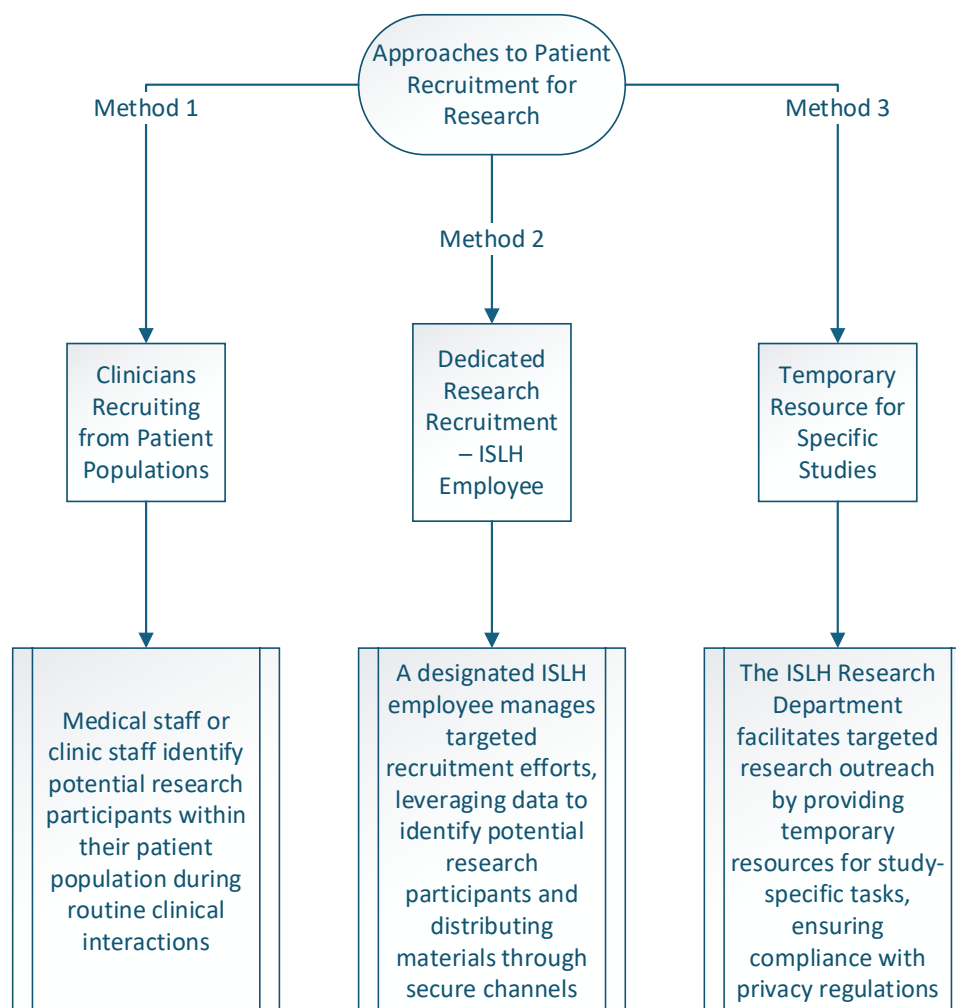 Approaches to Patient
Recruitment for
Research
Method 1
Method 3
Method 2
Clinicians
Recruiting
from Patient
Populations
Dedicated
Research
Recruitment
– ISLH
Employee
Temporary
Resource for
Specific
Studies
Medical staff or
clinic staff identify
potential research
participants within
their patient
population during
routine clinical
interactions
A designated ISLH
employee manages
targeted
recruitment efforts,
leveraging data to
identify potential
research
participants and
distributing
materials through
secure channels
The ISLH Research
Department
facilitates targeted
research outreach
by providing
temporary
resources for study-
specific tasks,
ensuring
compliance with
privacy regulations